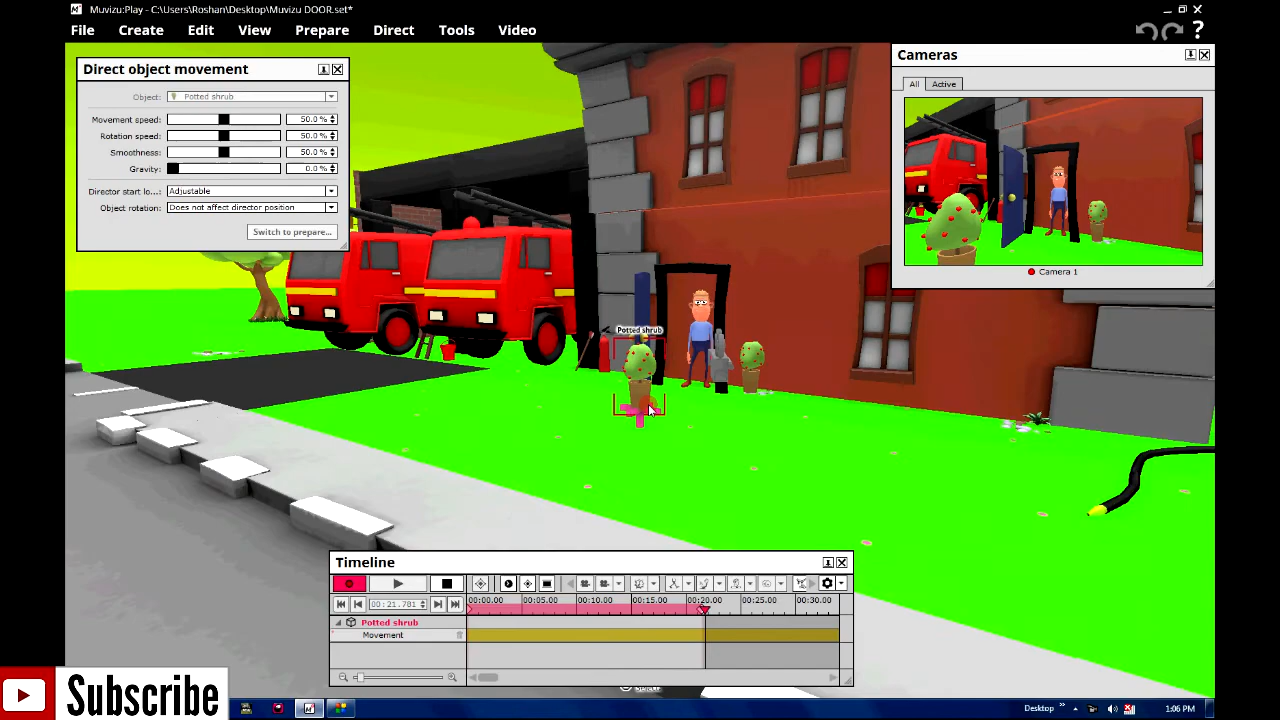 Muvizu:Play - C:\Users\Roshan\Desktop\Muvizu DOOR.set*
File Create Edit View Prepare Direct Tools Video ?
Direct object movement
Object: Potted shrub
Movement speed: 50.0 %
Rotation speed: 50.0 %
Smoothness: 50.0 %
Gravity: 0.0 %
Director start lo...: Adjustable
Object rotation: Does not affect director position
Switch to prepare...
Cameras
All Active
Camera 1
Potted shrub
Timeline
00:21.781 00:00.00 00:05.00 00:10.00 00:15.00 00:20.00 00:25.00 00:30.00
Potted shrub
Movement
Select
Subscribe
Desktop
1:06 PM